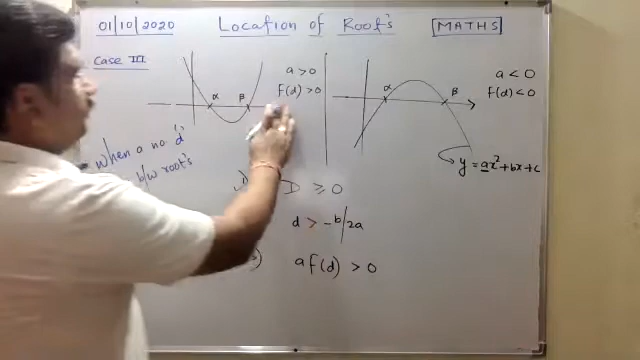 01/10/2020 Location of Roots MATHS
Case III
α β
a > 0
f(d) > 0
α β
a < 0
f(d) < 0
y = ax²+bx+c
when a no 'd'
b/w root's
D ≥ 0
d > -b/2a
af(d) > 0